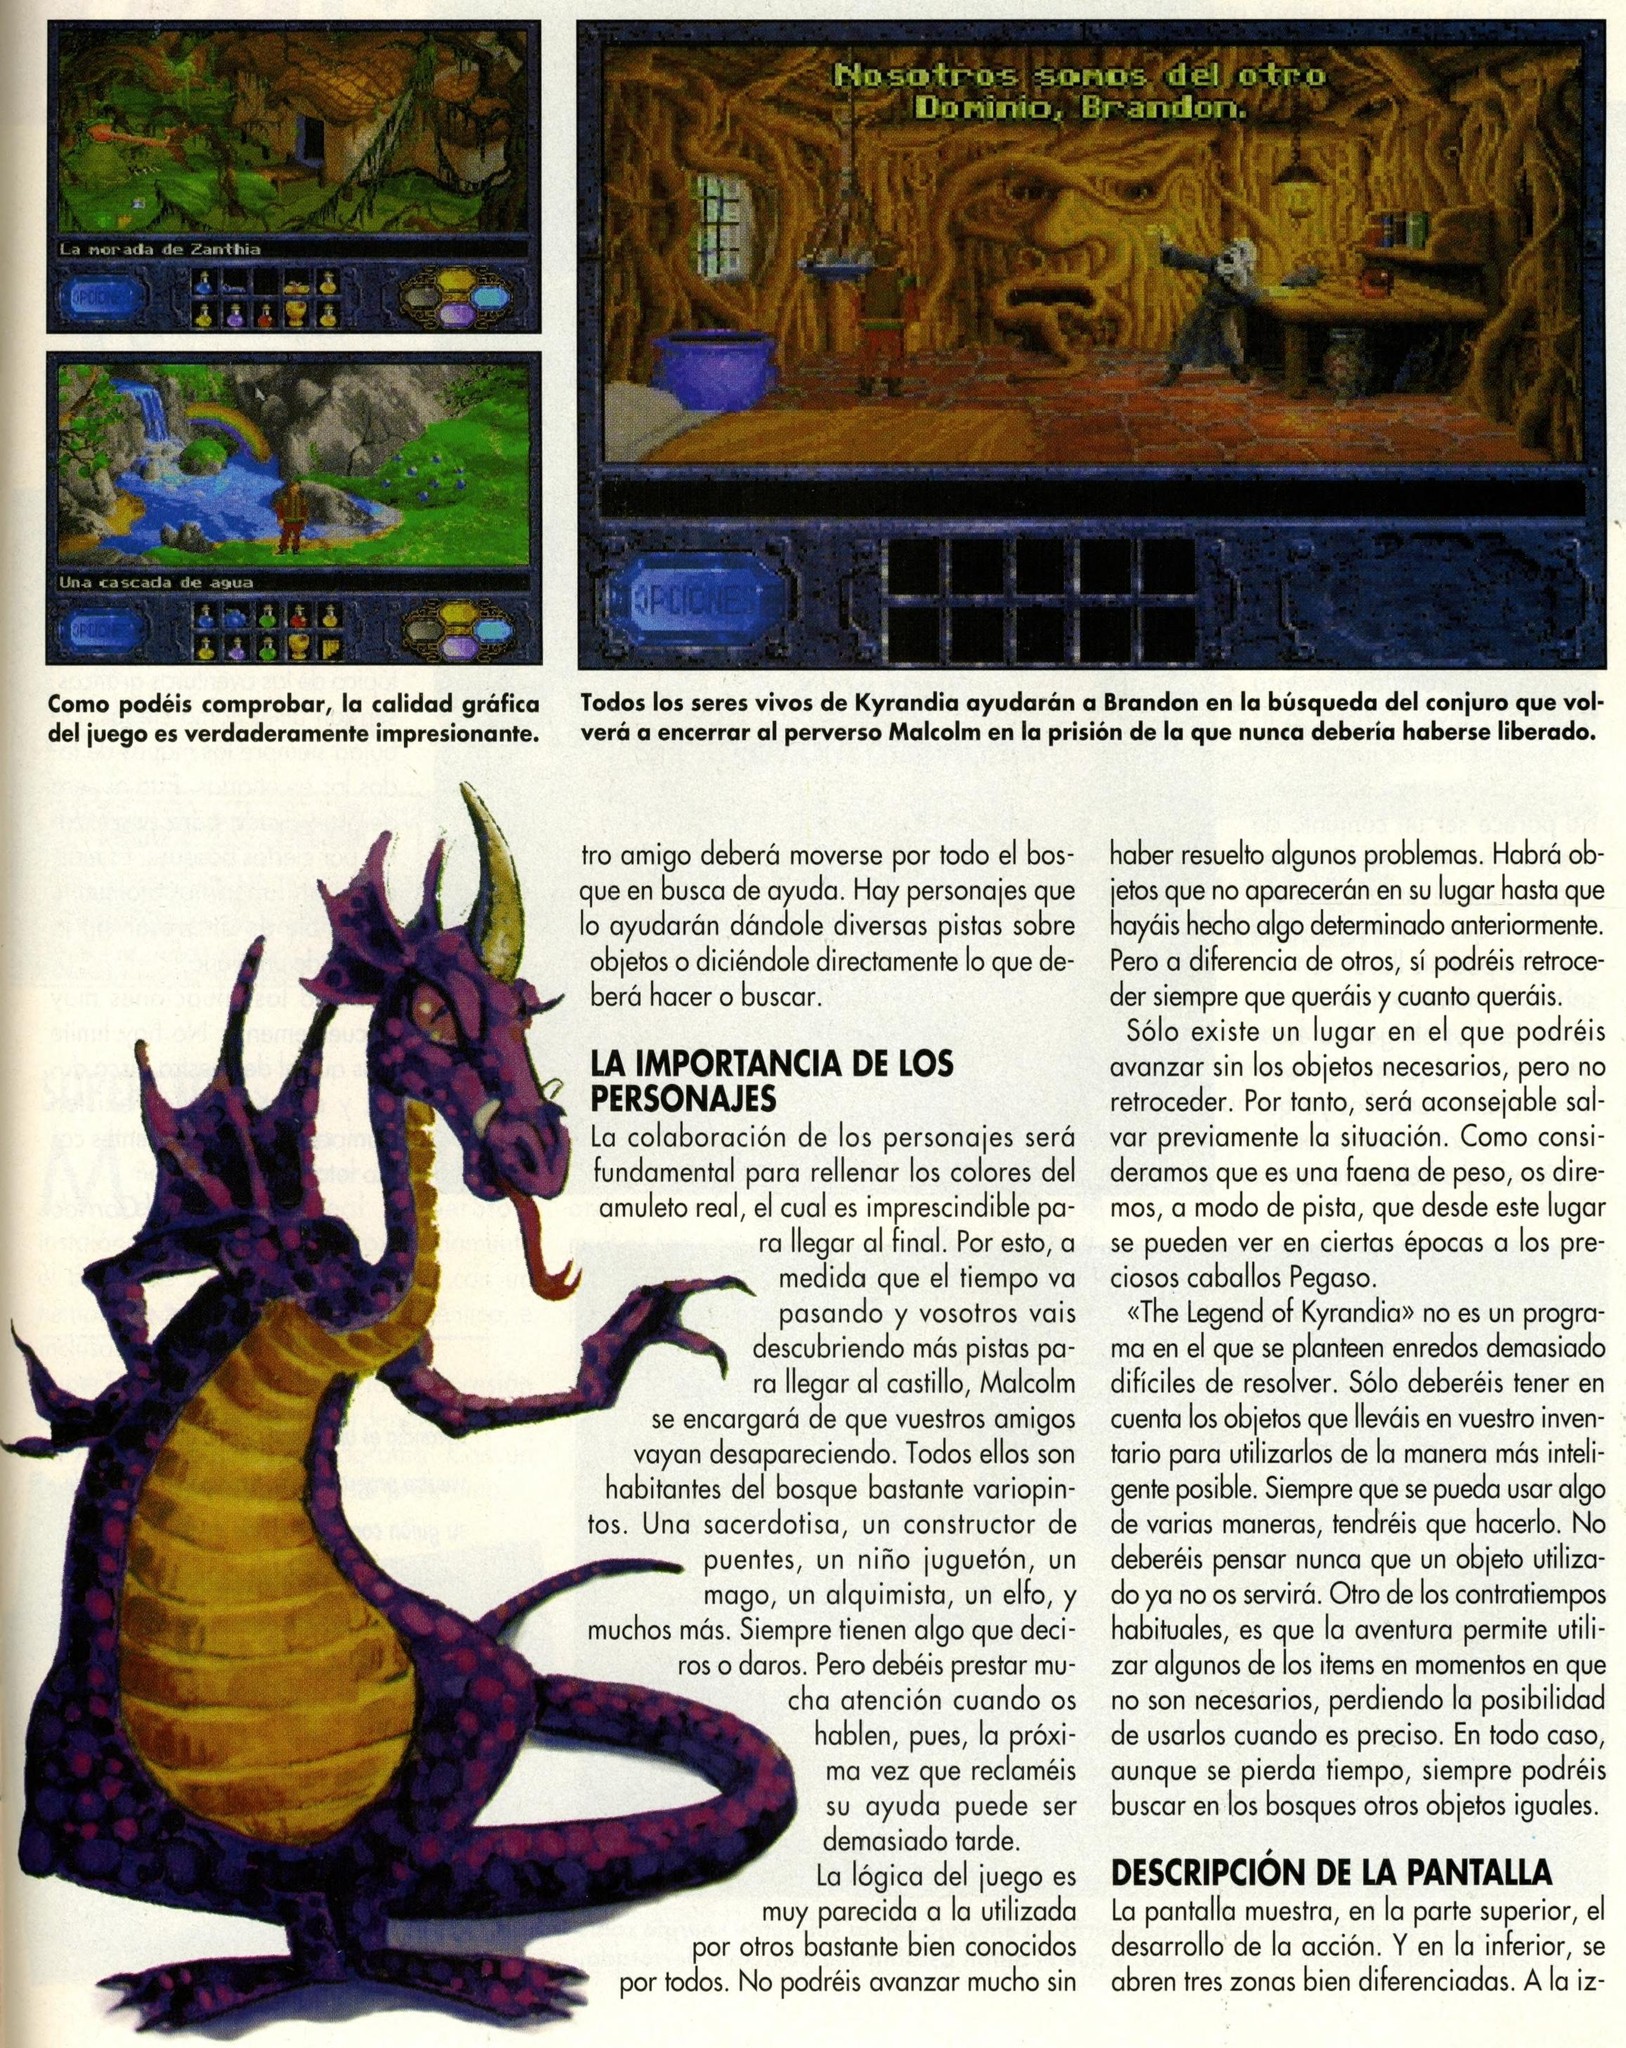 La morada de Zanthia
OPCIONES
Una cascada de agua
OPCIONES
Nosotros somos del otro
Dominio, Brandon.
OPCIONES
Como podéis comprobar, la calidad gráfica
del juego es verdaderamente impresionante.
Todos los seres vivos de Kyrandia ayudarán a Brandon en la búsqueda del conjuro que vol-
verá a encerrar al perverso Malcolm en la prisión de la que nunca debería haberse liberado.
tro amigo deberá moverse por todo el bos-
que en busca de ayuda. Hay personajes que
lo ayudarán dándole diversas pistas sobre
objetos o diciéndole directamente lo que de-
berá hacer o buscar.
LA IMPORTANCIA DE LOS
PERSONAJES
La colaboración de los personajes será
fundamental para rellenar los colores del
amuleto real, el cual es imprescindible pa-
ra llegar al final. Por esto, a
medida que el tiempo va
pasando y vosotros vais
descubriendo más pistas pa-
ra llegar al castillo, Malcolm
se encargará de que vuestros amigos
vayan desapareciendo. Todos ellos son
habitantes del bosque bastante variopin-
tos. Una sacerdotisa, un constructor de
puentes, un niño juguetón, un
mago, un alquimista, un elfo, y
muchos más. Siempre tienen algo que deci-
ros o daros. Pero debéis prestar mu-
cha atención cuando os
hablen, pues, la próxi-
ma vez que reclaméis
su ayuda puede ser
demasiado tarde.
La lógica del juego es
muy parecida a la utilizada
por otros bastante bien conocidos
por todos. No podréis avanzar mucho sin
haber resuelto algunos problemas. Habrá ob-
jetos que no aparecerán en su lugar hasta que
hayáis hecho algo determinado anteriormente.
Pero a diferencia de otros, sí podréis retroce-
der siempre que queráis y cuanto queráis.
Sólo existe un lugar en el que podréis
avanzar sin los objetos necesarios, pero no
retroceder. Por tanto, será aconsejable sal-
var previamente la situación. Como consi-
deramos que es una faena de peso, os dire-
mos, a modo de pista, que desde este lugar
se pueden ver en ciertas épocas a los pre-
ciosos caballos Pegaso.
«The Legend of Kyrandia» no es un progra-
ma en el que se planteen enredos demasiado
difíciles de resolver. Sólo deberéis tener en
cuenta los objetos que lleváis en vuestro inven-
tario para utilizarlos de la manera más inteli-
gente posible. Siempre que se pueda usar algo
de varias maneras, tendréis que hacerlo. No
deberéis pensar nunca que un objeto utiliza-
do ya no os servirá. Otro de los contratiempos
habituales, es que la aventura permite utili-
zar algunos de los items en momentos en que
no son necesarios, perdiendo la posibilidad
de usarlos cuando es preciso. En todo caso,
aunque se pierda tiempo, siempre podréis
buscar en los bosques otros objetos iguales.
DESCRIPCIÓN DE LA PANTALLA
La pantalla muestra, en la parte superior, el
desarrollo de la acción. Y en la inferior, se
abren tres zonas bien diferenciadas. A la iz-